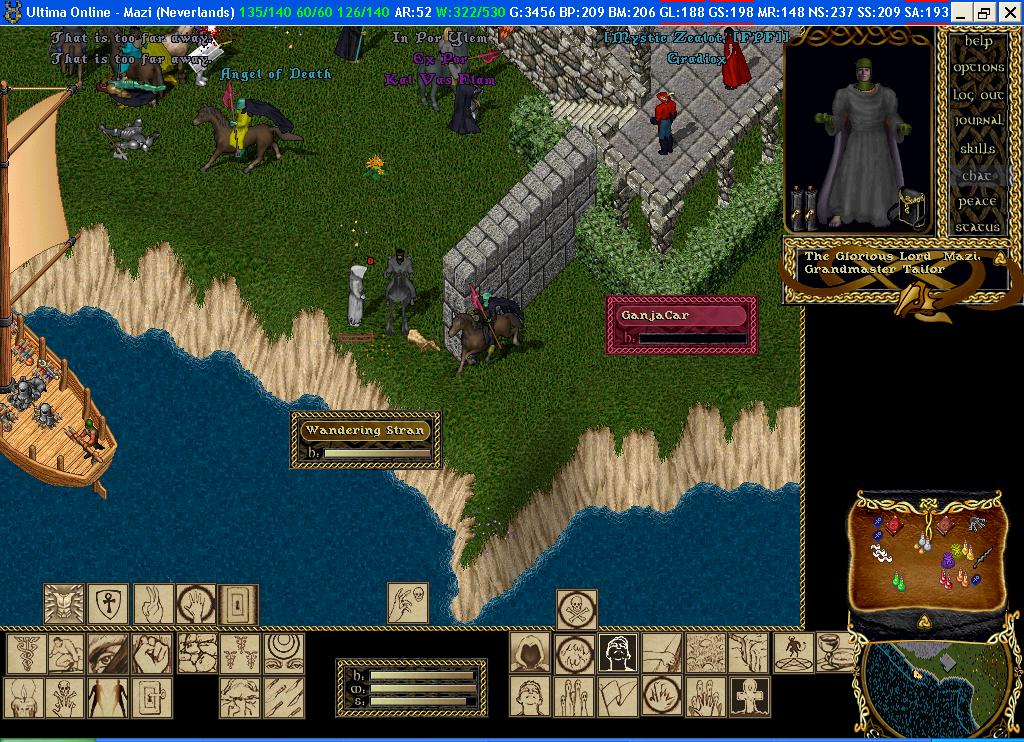 Ultima Online - Mazi (Neverlands) 135/140 60/60 126/140 AR:52 W:322/530 G:3456 BP:209 BM:206 GL:188 GS:198 MR:148 NS:237 SS:209 SA:193
That is too far away.
That is too far away.
Angel of Death
In Por Ylem
Ex Por
Kal Vas Flam
[Mystic Zealot, [FPF]]
Gradiox
help
options
log out
journal
skills
chat
peace
status
The Glorious Lord Mazi,
Grandmaster Tailor
GanjaCar
b:
Wandering Stran
b:
b:
m:
s: